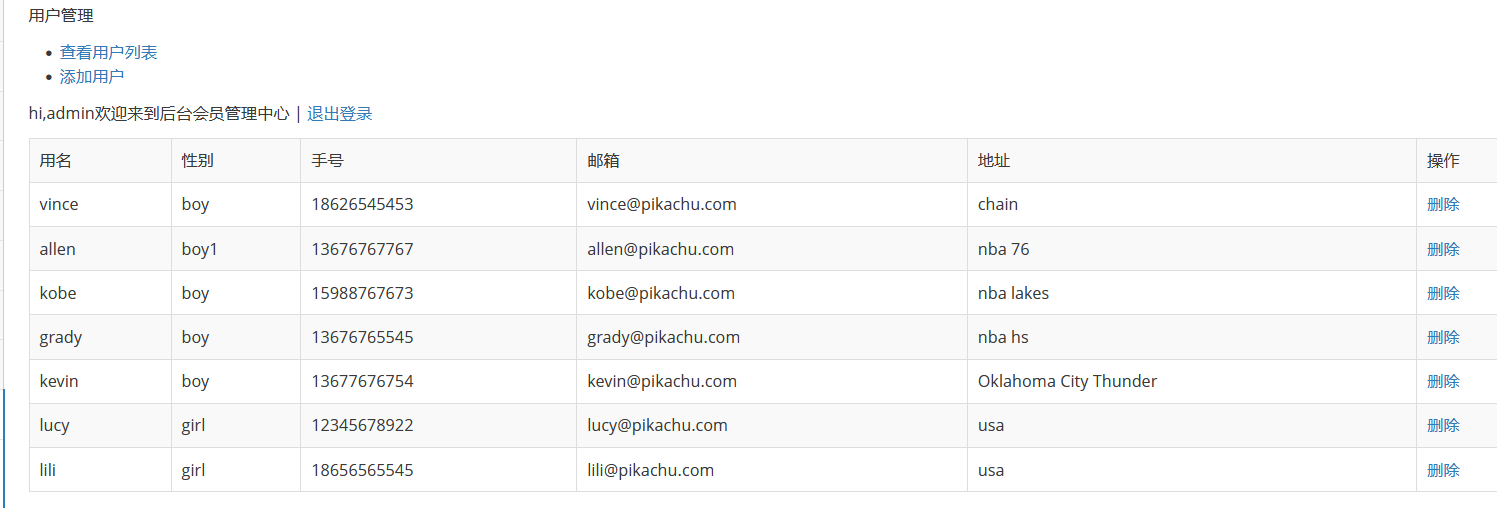 用户管理
查看用户列表
添加用户
hi,admin欢迎来到后台会员管理中心 | 退出登录
用名 性别 手号 邮箱 地址 操作
vince boy 18626545453 vince@pikachu.com chain 删除
allen boy1 13676767767 allen@pikachu.com nba 76 删除
kobe boy 15988767673 kobe@pikachu.com nba lakes 删除
grady boy 13676765545 grady@pikachu.com nba hs 删除
kevin boy 13677676754 kevin@pikachu.com Oklahoma City Thunder 删除
lucy girl 12345678922 lucy@pikachu.com usa 删除
lili girl 18656565545 lili@pikachu.com usa 删除